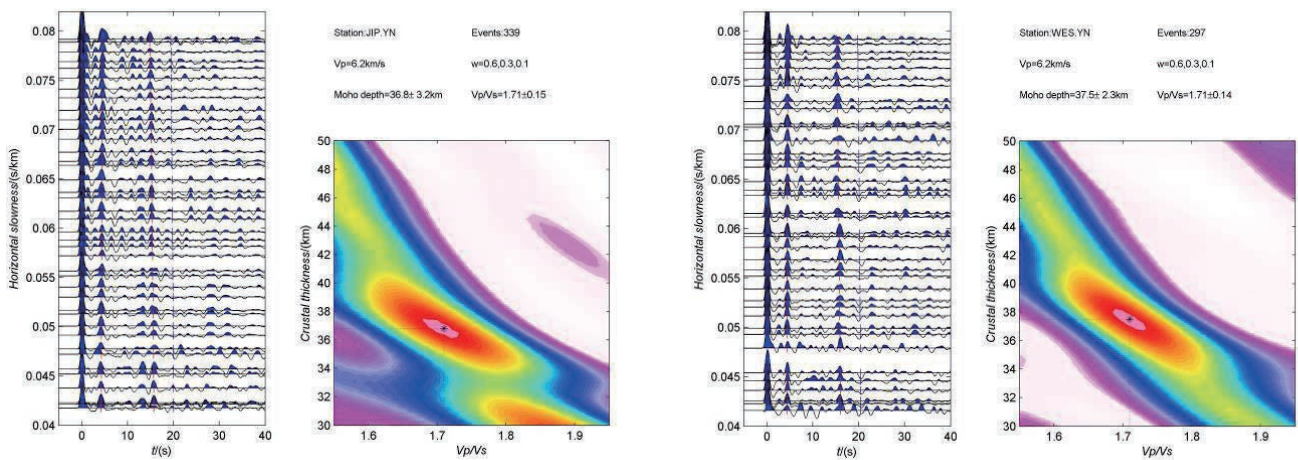 Station:JIP.YN Events:339
Vp=6.2km/s w=0.6,0.3,0.1
Moho depth=36.8± 3.2km Vp/Vs=1.71±0.15
Horizontal slowness/(s/km)
0.08
0.075
0.07
0.065
0.06
0.055
0.05
0.045
0.04
0 10 20 30 40
t/(s)
Crustal thickness/(km)
50
48
46
44
42
40
38
36
34
33
30
1.6 1.7 1.8 1.9
Vp/Vs
Station:WES.YN Events:297
Vp=6.2km/s w=0.6,0.3,0.1
Moho depth=37.5± 2.3km Vp/Vs=1.71±0.14
Horizontal slowness/(s/km)
0.08
0.075
0.07
0.065
0.06
0.055
0.05
0.045
0.04
0 10 20 30 40
t/(s)
Crustal thickness/(km)
50
48
46
44
42
40
38
36
34
33
30
1.6 1.7 1.8 1.9
Vp/Vs